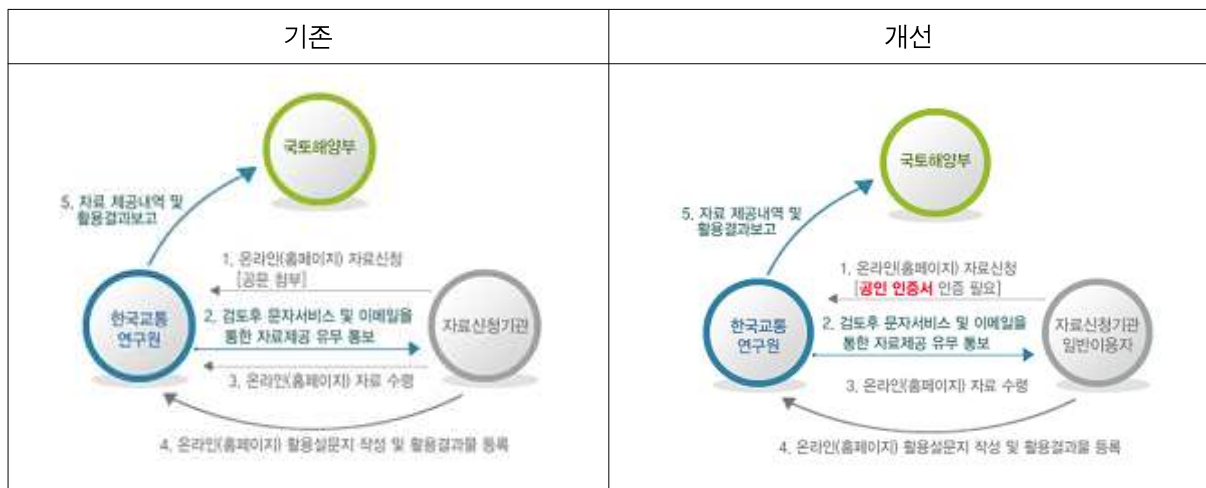 기존
개선
국토해양부
5. 자료 제공내역 및
활용결과보고
1. 온라인(홈페이지) 자료신청
[공문 첨부]
한국교통
연구원
2. 검토후 문자서비스 및 이메일을
통한 자료제공 유무 통보
자료신청기관
3. 온라인(홈페이지) 자료 수령
4. 온라인(홈페이지) 활용설문지 작성 및 활용결과물 등록
국토해양부
5. 자료 제공내역 및
활용결과보고
1. 온라인(홈페이지) 자료신청
[공인 인증서 인증 필요]
한국교통
연구원
2. 검토후 문자서비스 및 이메일을
통한 자료제공 유무 통보
자료신청기관
일반이용자
3. 온라인(홈페이지) 자료 수령
4. 온라인(홈페이지) 활용설문지 작성 및 활용결과물 등록